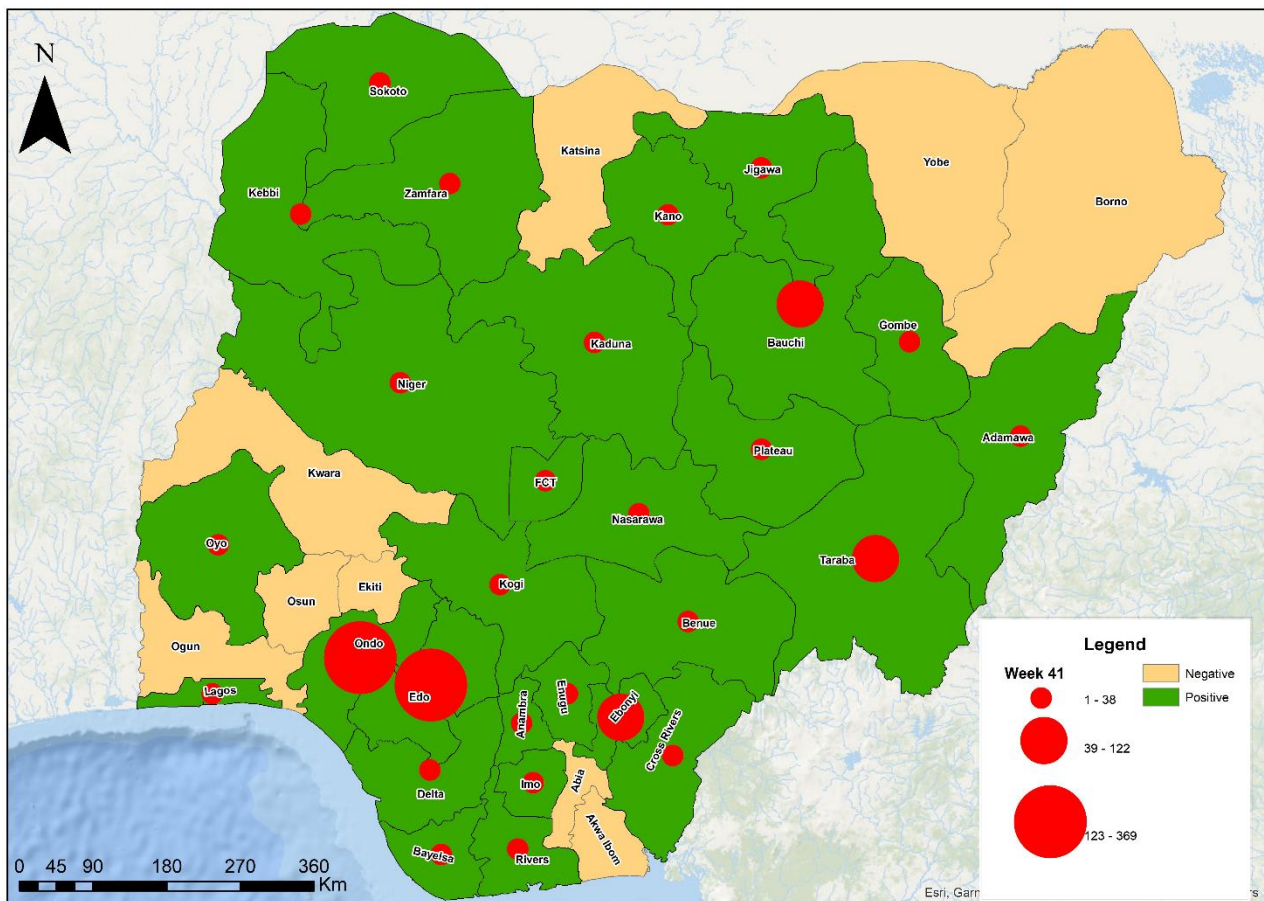 N
Sokoto
Katsina
Yobe
Jigawa
Kebbi
Zamfara
Borno
Kano
Gombe
Kaduna
Bauchi
Niger
Adamawa
Plateau
Kwara
FCT
Nasarawa
Oyo
Taraba
Kogi
Ekiti
Osun
Benue
Ondo
Ogun
Lagos
Edo
Anambra
Enugu
Ebonyi
Cross Rivers
Delta
Imo
Abia
Akwa Ibom
Bayelsa
Rivers
Legend
Week 41
Negative
Positive
1 - 38
39 - 122
123 - 369
0 45 90 180 270 360
Km
Esri, Garn
rs